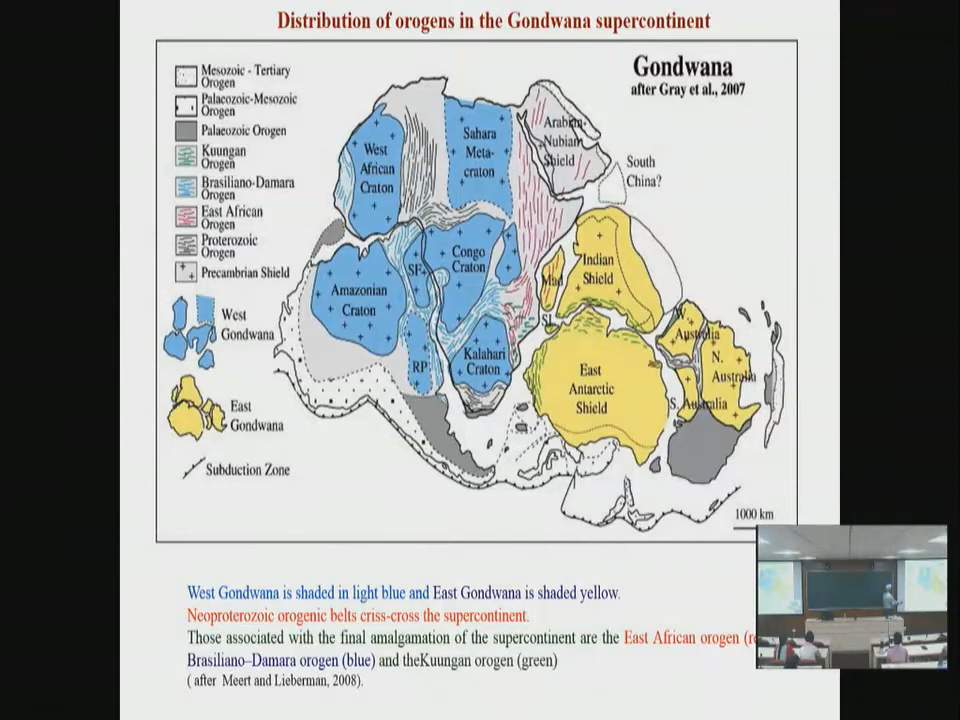 Distribution of orogens in the Gondwana supercontinent
Gondwana
after Gray et al., 2007
Mesozoic - Tertiary
Orogen
Palaeozoic-Mesozoic
Orogen
Palaeozoic Orogen
Kuungan
Orogen
Brasiliano-Damara
Orogen
East African
Orogen
Proterozoic
Orogen
Precambrian Shield
West
Gondwana
East
Gondwana
Subduction Zone
West
African
Craton
Sahara
Meta-
craton
Arabian-
Nubian
Shield
South
China?
Congo
Craton
SF
Amazonian
Craton
RP
Kalahari
Craton
Mad
Indian
Shield
SL
East
Antarctic
Shield
W.
Australia
N.
Australia
S. Australia
1000 km
West Gondwana is shaded in light blue and East Gondwana is shaded yellow.
Neoproterozoic orogenic belts criss-cross the supercontinent.
Those associated with the final amalgamation of the supercontinent are the East African orogen
Brasiliano–Damara orogen (blue) and theKuungan orogen (green)
( after Meert and Lieberman, 2008).